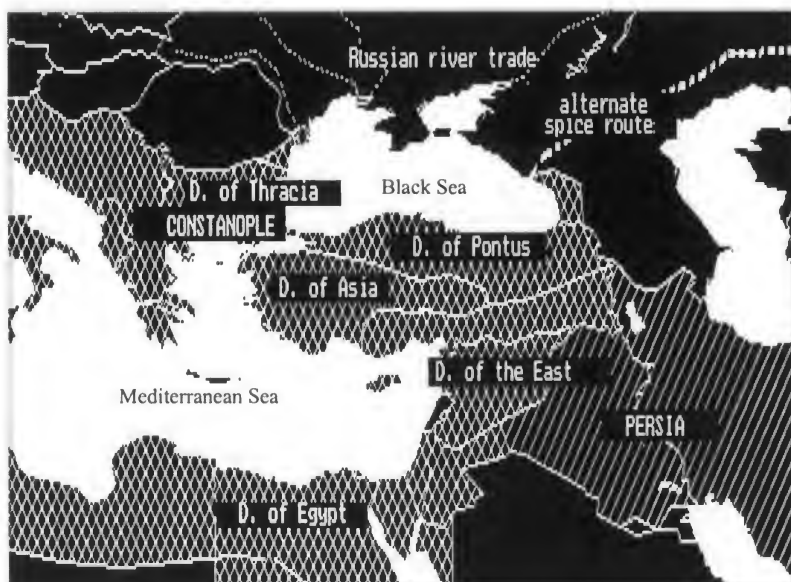 Russian river trade
alternate
spice route
D. of Thracia
Black Sea
CONSTANOPLE
D. of Pontus
D. of Asia
D. of the East
Mediterranean Sea
PERSIA
D. of Egypt